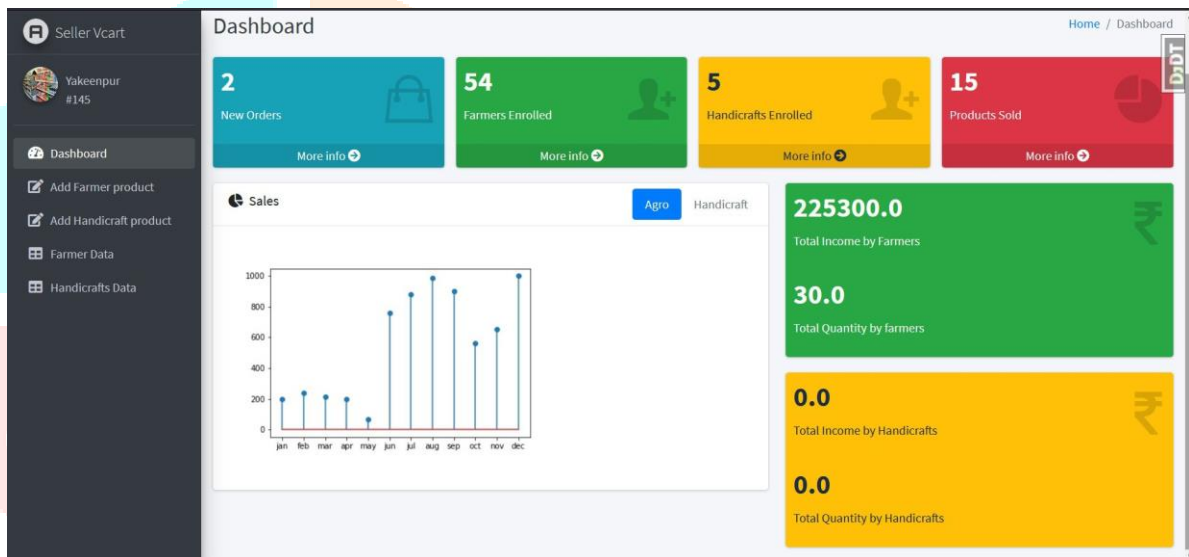 A Seller Vcart
Yakeenpur
#145
Dashboard
Add Farmer product
Add Handicraft product
Farmer Data
Handicrafts Data
Dashboard
Home / Dashboard
DjDT
2
New Orders
More info
54
Farmers Enrolled
More info
5
Handicrafts Enrolled
More info
15
Products Sold
More info
Sales
Agro Handicraft
1000
800
600
400
200
0
jan feb mar apr may jun jul aug sep oct nov dec
225300.0
₹
Total Income by Farmers
30.0
Total Quantity by farmers
0.0
₹
Total Income by Handicrafts
0.0
Total Quantity by Handicrafts